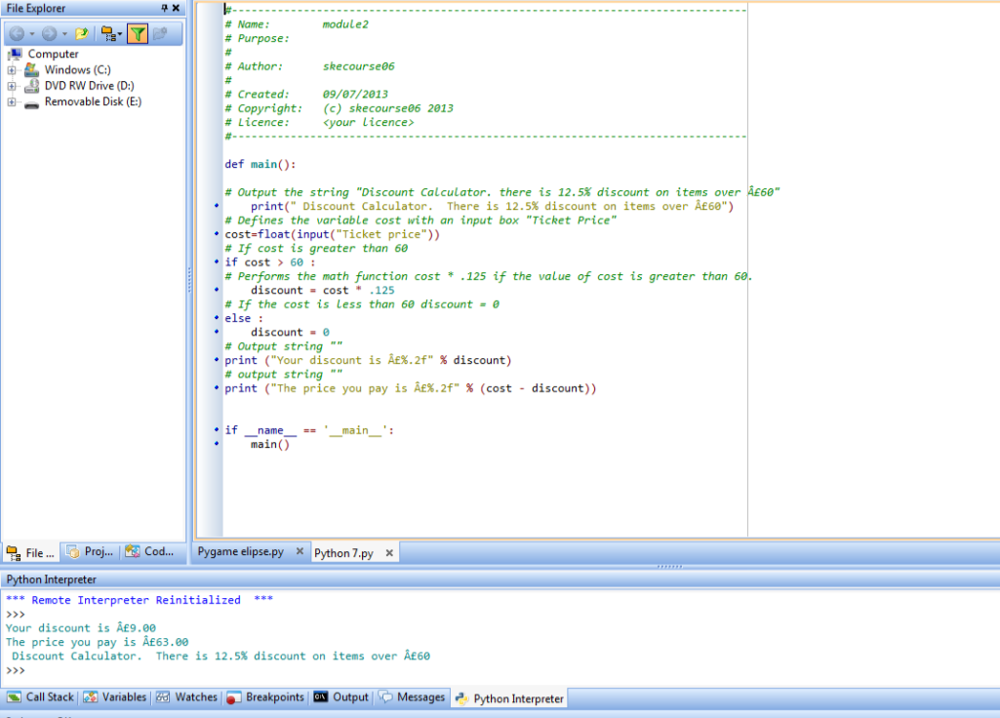 File Explorer
Computer
Windows (C:)
DVD RW Drive (D:)
Removable Disk (E:)
File ...
Proj...
Cod...
#-------------------------------------------------------------------------------
# Name:        module2
# Purpose:
#
# Author:      skecourse06
#
# Created:     09/07/2013
# Copyright:   (c) skecourse06 2013
# Licence:     <your licence>
#-------------------------------------------------------------------------------
def main():
# Output the string "Discount Calculator. there is 12.5% discount on items over Â£60"
    print(" Discount Calculator.  There is 12.5% discount on items over Â£60")
# Defines the variable cost with an input box "Ticket Price"
cost=float(input("Ticket price"))
# If cost is greater than 60
if cost > 60 :
# Performs the math function cost * .125 if the value of cost is greater than 60.
    discount = cost * .125
# If the cost is less than 60 discount = 0
else :
    discount = 0
# Output string ""
print ("Your discount is Â£%.2f" % discount)
# output string ""
print ("The price you pay is Â£%.2f" % (cost - discount))
if __name__ == '__main__':
    main()
Pygame elipse.py
Python 7.py
Python Interpreter
*** Remote Interpreter Reinitialized  ***
>>>
Your discount is Â£9.00
The price you pay is Â£63.00
 Discount Calculator.  There is 12.5% discount on items over Â£60
>>>
Call Stack
Variables
Watches
Breakpoints
Output
Messages
Python Interpreter